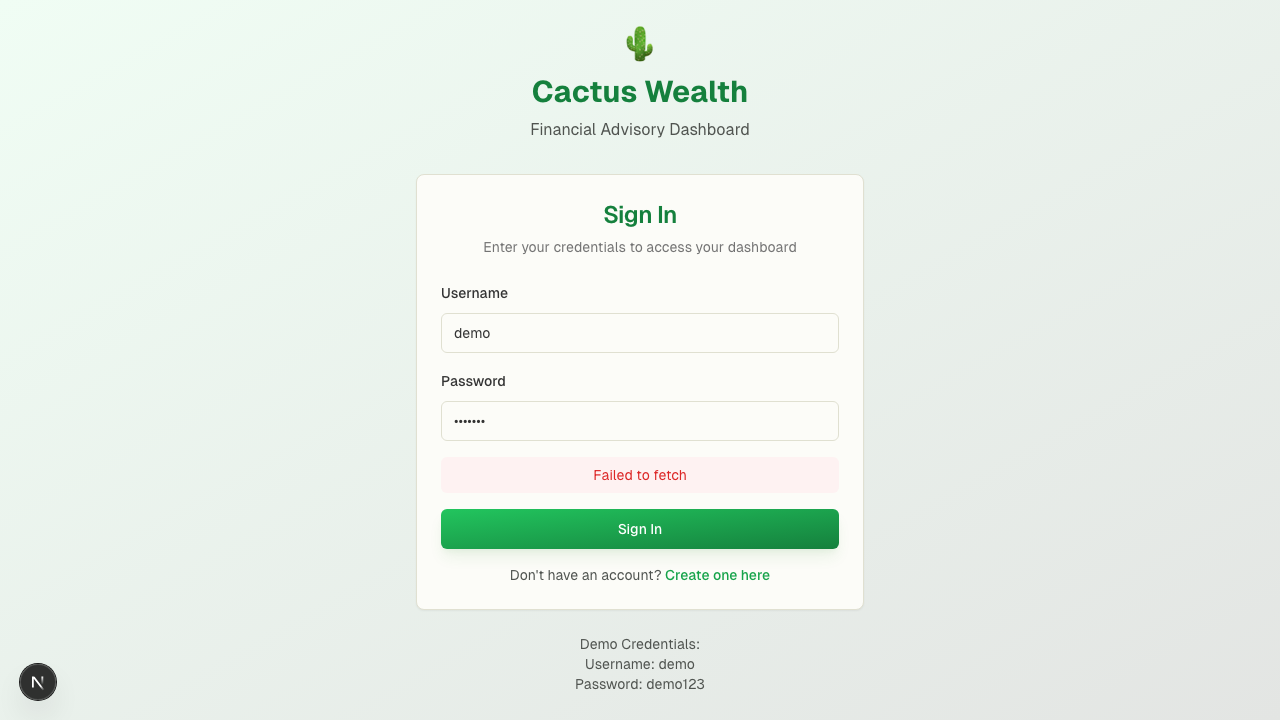 Cactus Wealth
Financial Advisory Dashboard
Sign In
Enter your credentials to access your dashboard
Username
demo
Password
•••••••
Failed to fetch
Sign In
Don't have an account? Create one here
Demo Credentials:
Username: demo
Password: demo123
N